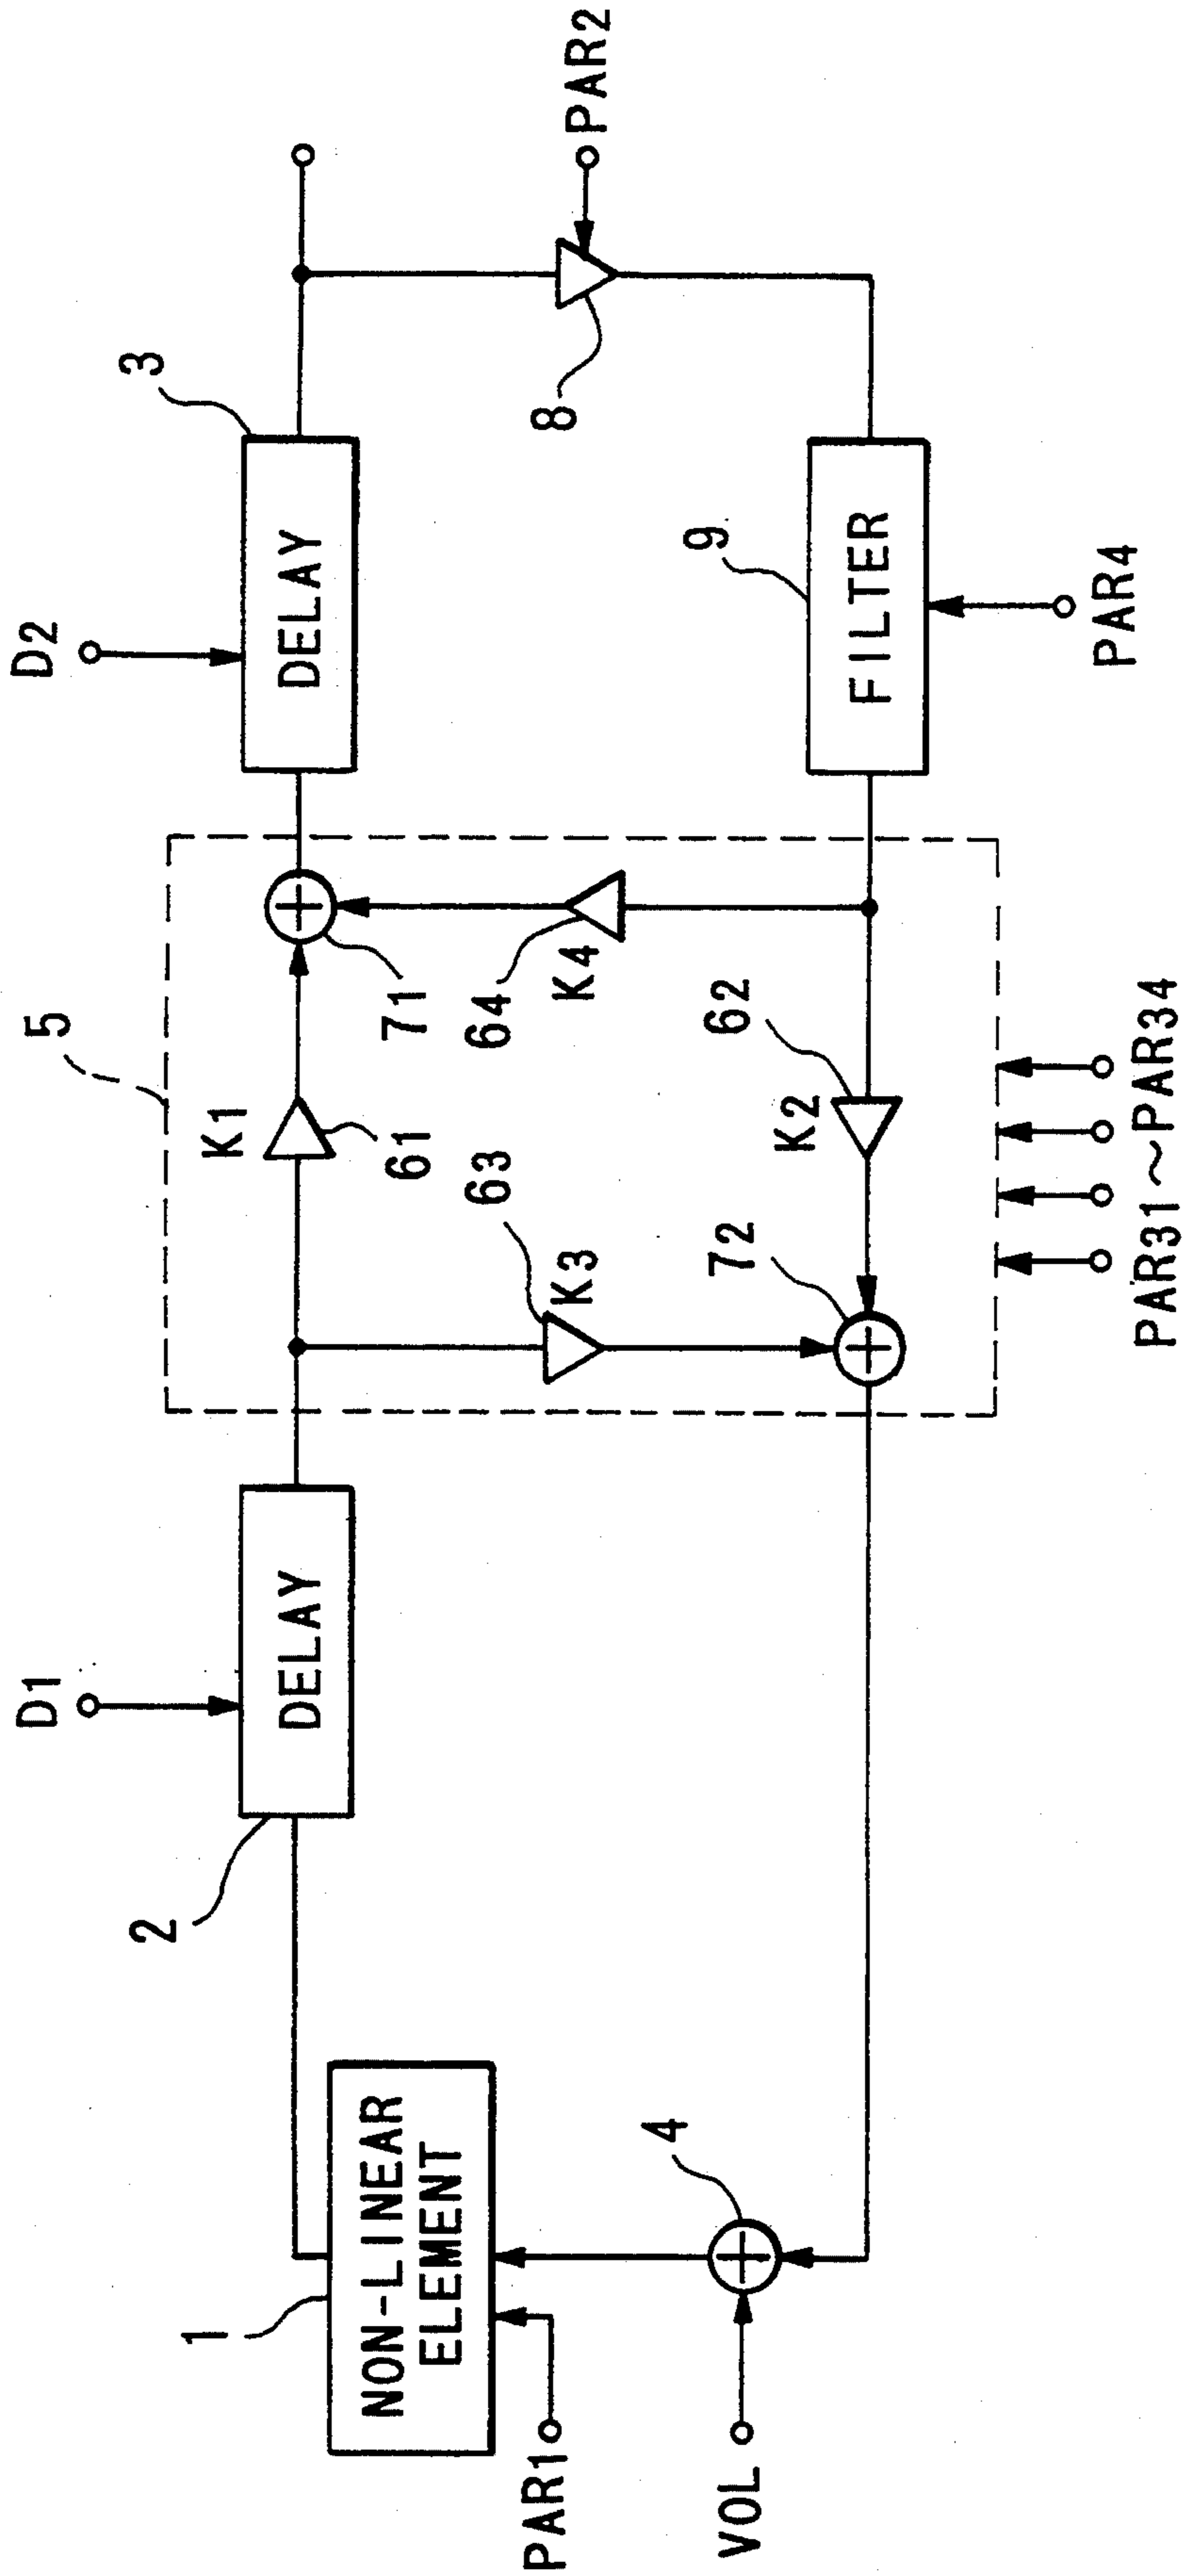 D1
D2
5
2
DELAY
K1
61
71
3
DELAY
1
NON-LINEAR
ELEMENT
63
K3
64
K4
8
PAR2
PAR1
4
72
K2
62
9
FILTER
VOL
PAR31~PAR34
PAR4